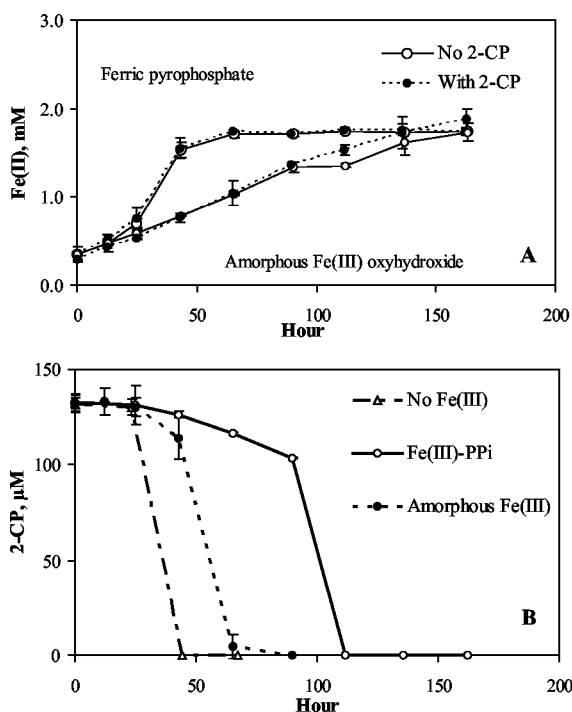 3.0
2.0
1.0
0.0
Fe(II), mM
Ferric pyrophosphate
No 2-CP
With 2-CP
Amorphous Fe(III) oxyhydroxide
A
0
50
100
150
200
Hour
150
100
50
0
2-CP, µM
No Fe(III)
Fe(III)-PPi
Amorphous Fe(III)
B
0
50
100
150
200
Hour